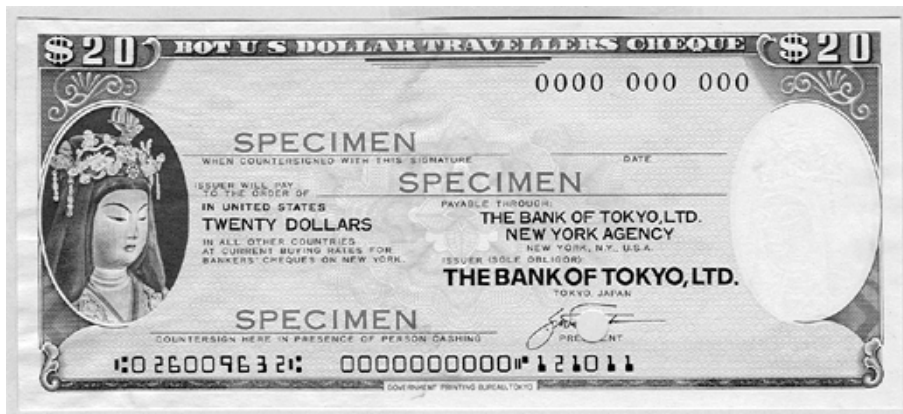 $20 BOT U S DOLLAR TRAVELLERS CHEQUE $20
0000 000 000
SPECIMEN
WHEN COUNTERSIGNED WITH THIS SIGNATURE DATE
ISSUER WILL PAY
TO THE ORDER OF SPECIMEN
IN UNITED STATES
TWENTY DOLLARS
IN ALL OTHER COUNTRIES
AT CURRENT BUYING RATES FOR
BANKERS' CHEQUES ON NEW YORK.
PAYABLE THROUGH:
THE BANK OF TOKYO, LTD.
NEW YORK AGENCY
NEW YORK, N.Y., U.S.A.
ISSUER (SOLE OBLIGOR):
THE BANK OF TOKYO, LTD.
TOKYO, JAPAN
SPECIMEN
COUNTERSIGN HERE IN PRESENCE OF PERSON CASHING
PRE ENT
⑆026009632⑆ 0000000000⑈121011
GOVERNMENT PRINTING BUREAU, TOKYO